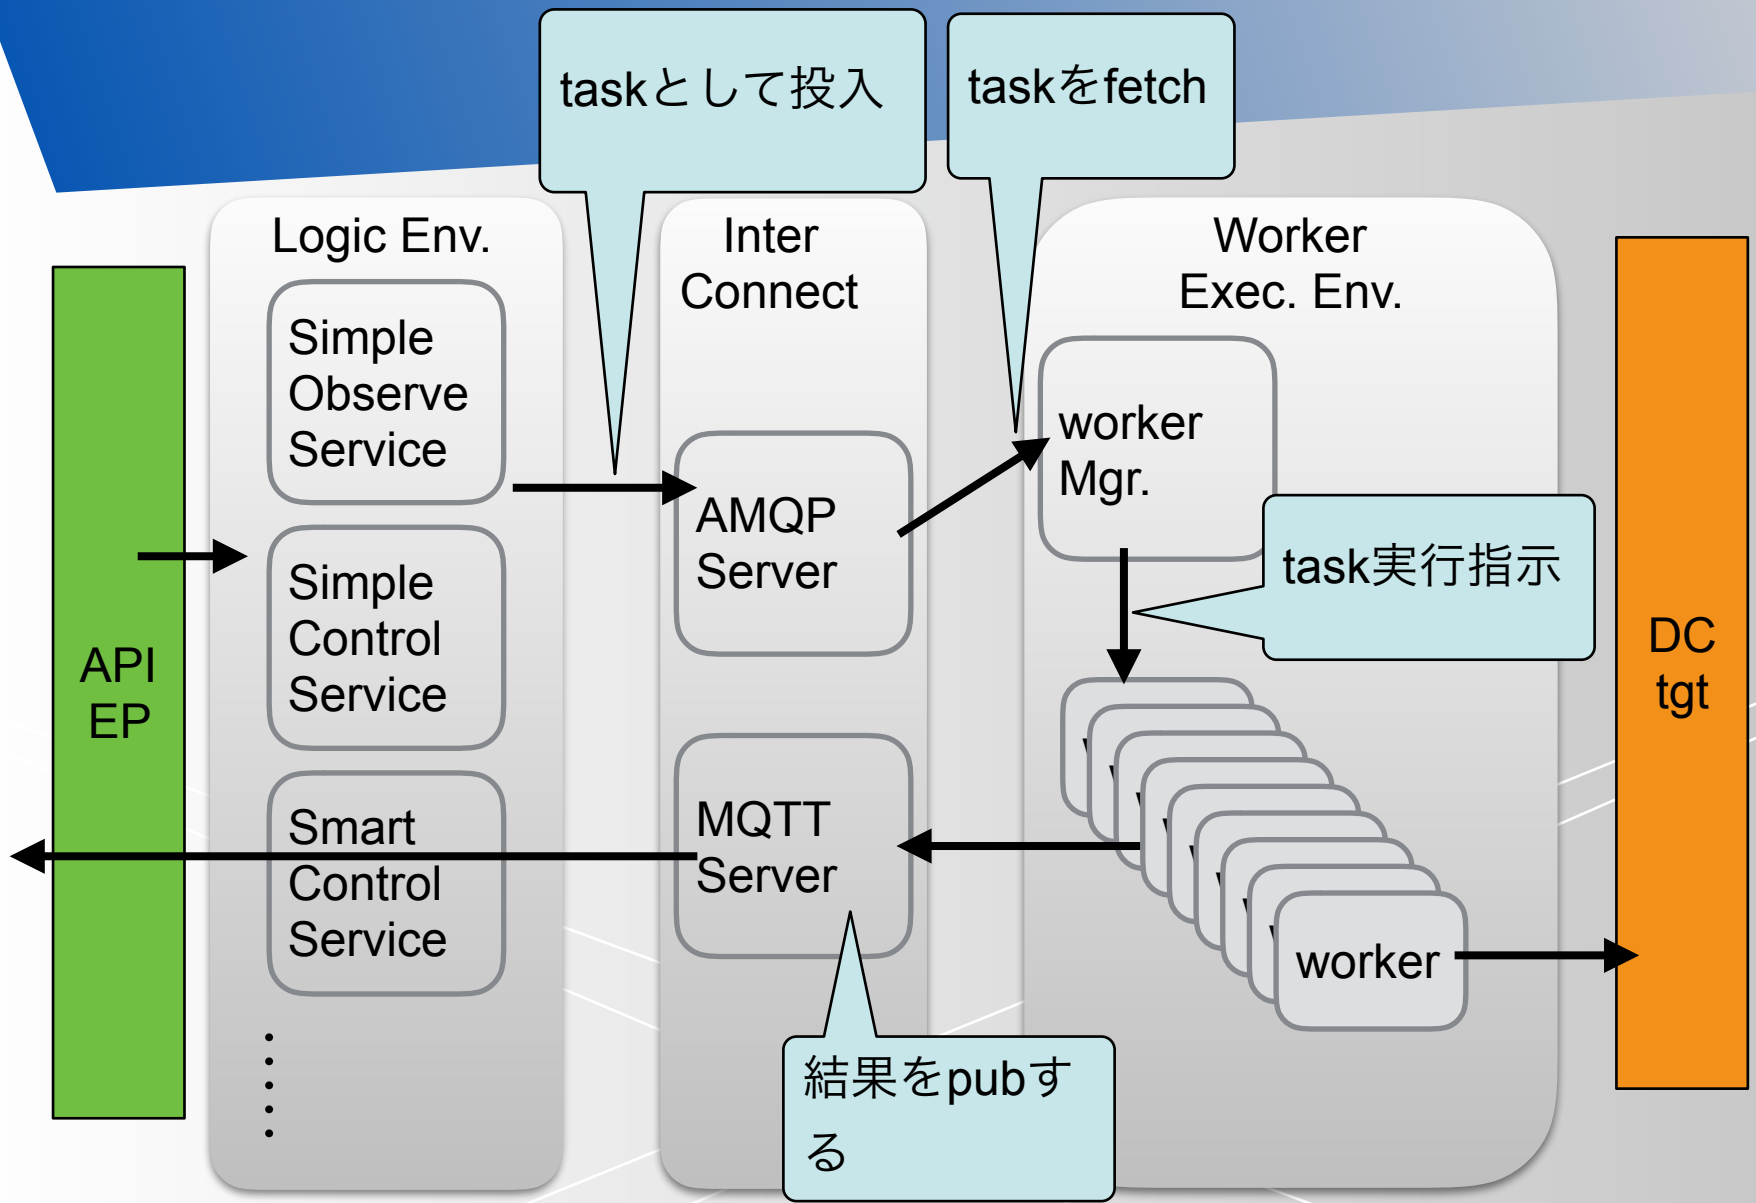 taskとして投入
taskをfetch
Logic Env.
Inter
Connect
Worker
Exec. Env.
API
EP
Simple
Observe
Service
Simple
Control
Service
Smart
Control
Service
AMQP
Server
MQTT
Server
worker
Mgr.
task実行指示
worker
結果をpubす
る
DC
tgt